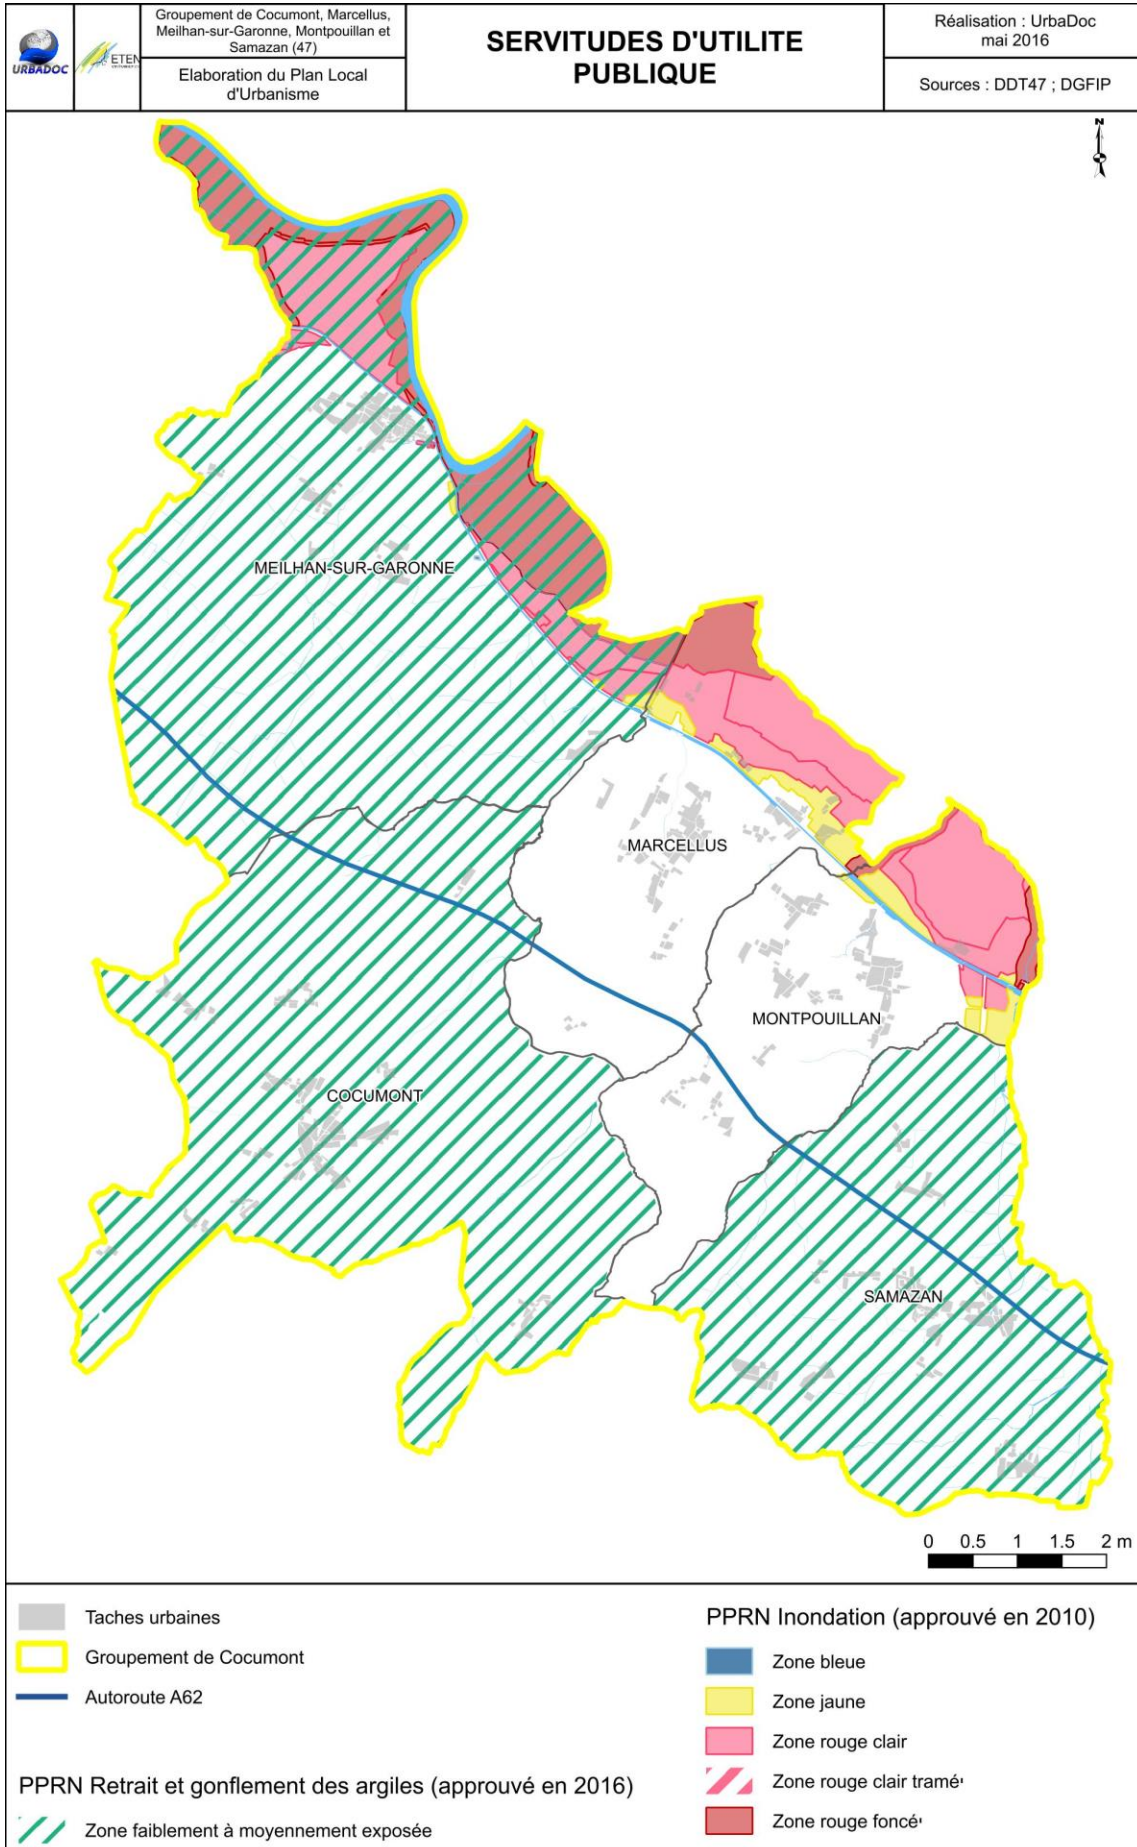 URBADOC
ETEN
Groupement de Cocumont, Marcellus,
Meilhan-sur-Garonne, Montpouillan et
Samazan (47)
Elaboration du Plan Local
d'Urbanisme
SERVITUDES D'UTILITE
PUBLIQUE
Réalisation : UrbaDoc
mai 2016
Sources : DDT47 ; DGFIP
N
MEILHAN-SUR-GARONNE
MARCELLUS
MONTPOUILLAN
COCUMONT
SAMAZAN
0 0.5 1 1.5 2 m
Taches urbaines
Groupement de Cocumont
Autoroute A62
PPRN Retrait et gonflement des argiles (approuvé en 2016)
Zone faiblement à moyennement exposée
PPRN Inondation (approuvé en 2010)
Zone bleue
Zone jaune
Zone rouge clair
Zone rouge clair tramé
Zone rouge foncé